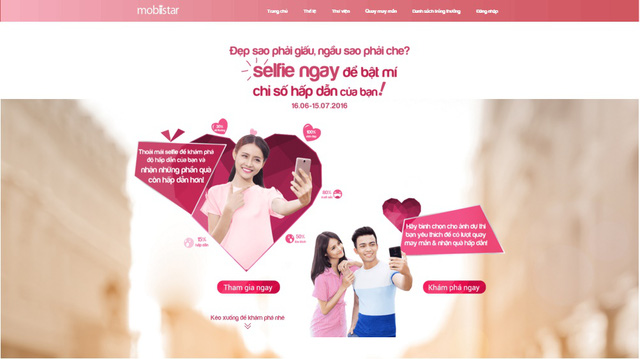 mobiistar
Trang chủ
Thể lệ
Thư viện
Quay may mắn
Danh sách trúng thưởng
Đăng nhập
Đẹp sao phải giấu, ngầu sao phải che?
selfie ngay để bật mí
chỉ số hấp dẫn của bạn!
16.06-15.07.2016
100%
Thoải mái selfie để khám phá
độ hấp dẫn của bạn và
nhận những phần quà
còn hấp dẫn hơn!
Hãy bình chọn cho ảnh dự thi
bạn yêu thích để có lượt quay
may mắn & nhận quà hấp dẫn!
Tham gia ngay
Khám phá ngay
Kéo xuống để khám phá nhé